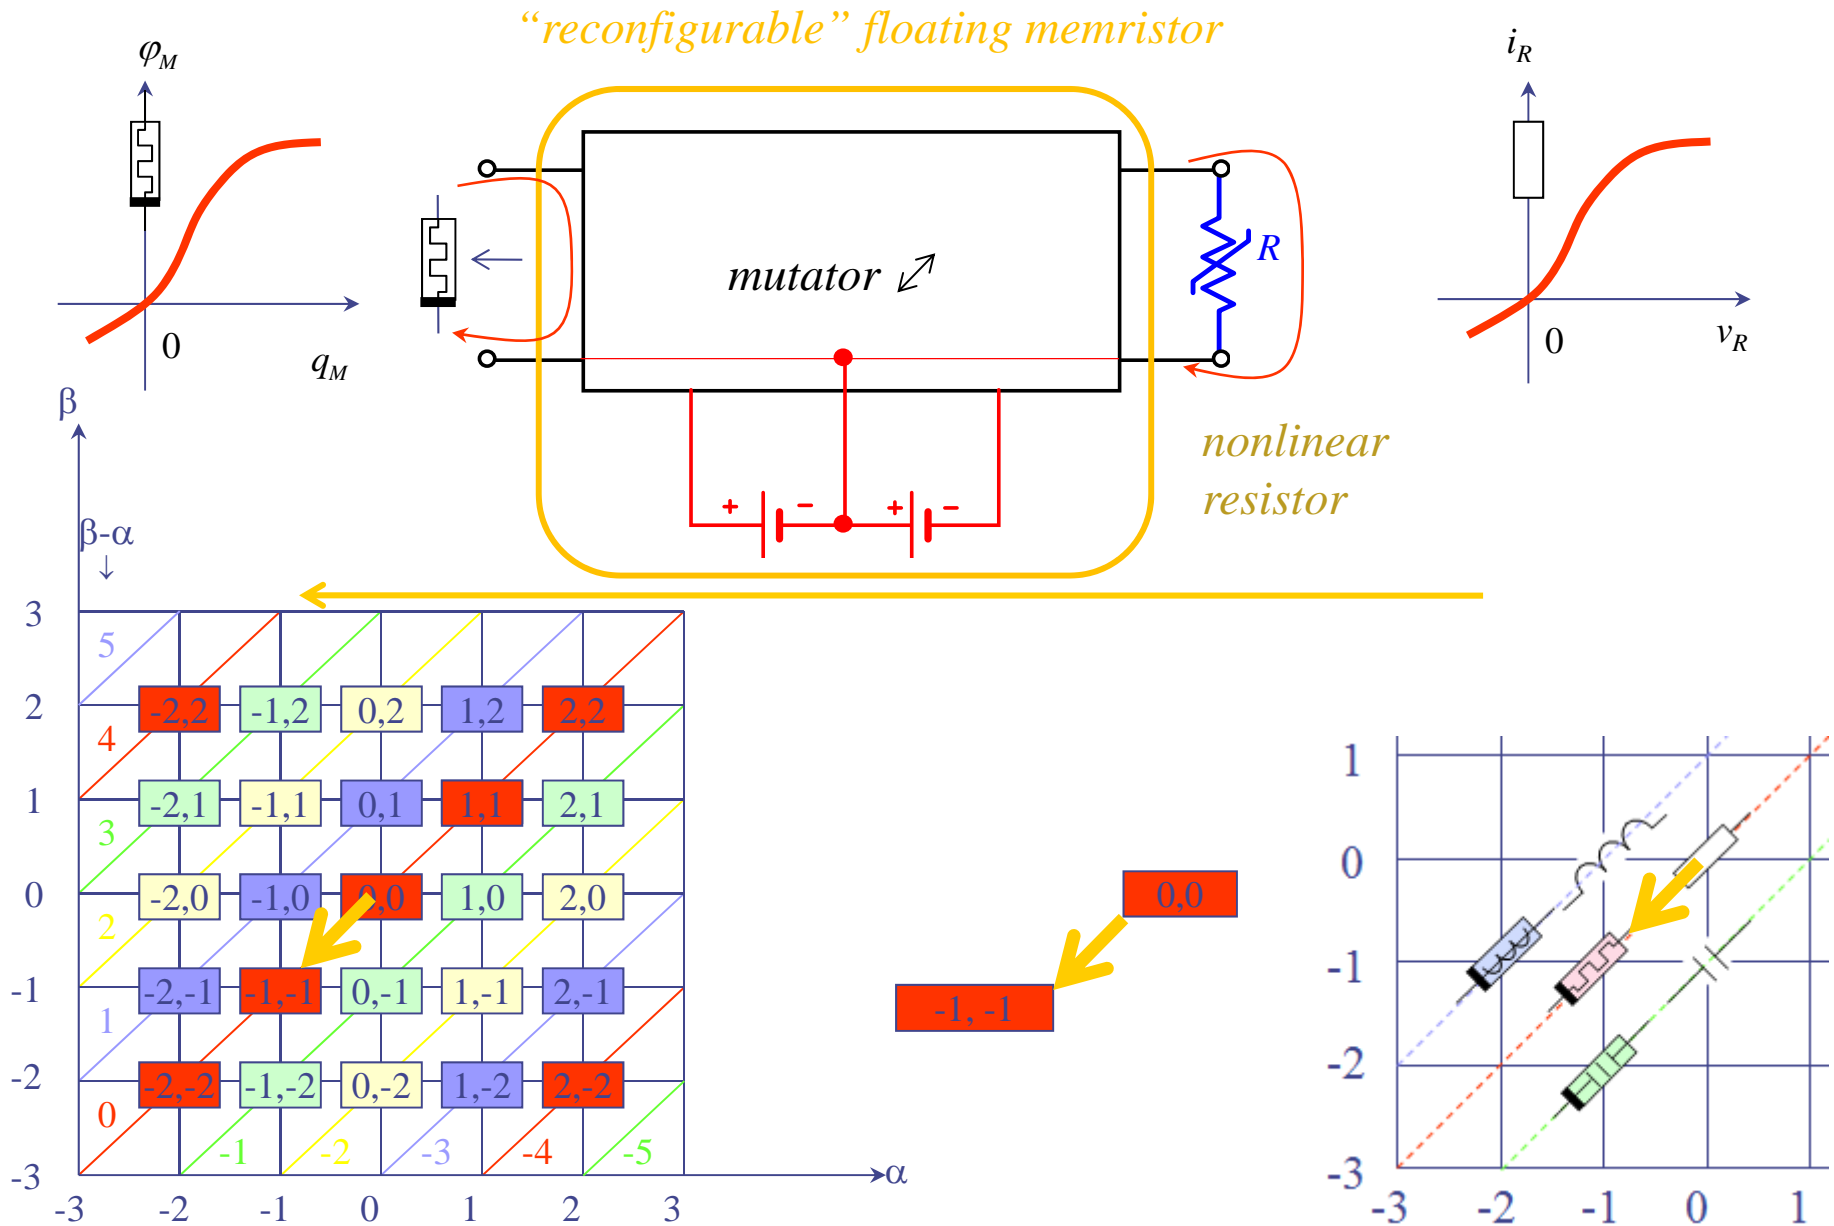 “reconfigurable” floating memristor
φM
iR
mutator
R
0
qM
0
vR
+ − + −
nonlinear
resistor
β
β-α
↓
3
5
2
-2,2 -1,2 0,2 1,2 2,2
4
1
-2,1 -1,1 0,1 1,1 2,1
3
0
-2,0 -1,0 0,0 1,0 2,0
2
-1
-2,-1 -1,-1 0,-1 1,-1 2,-1
1
-2
-2,-2 -1,-2 0,-2 1,-2 2,-2
0 -1 -2 -3 -4 -5
-3
α
-3 -2 -1 0 1 2 3
0,0
-1, -1
1
0
-1
-2
-3
-3 -2 -1 0 1